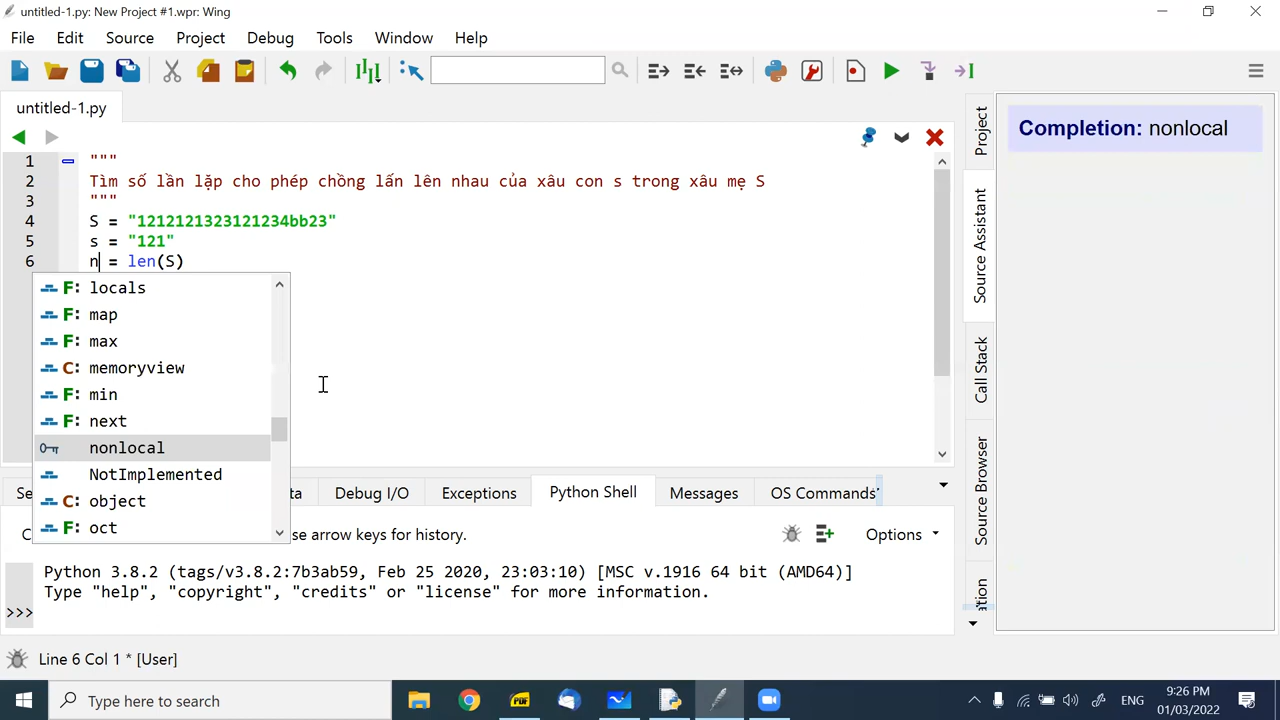 untitled-1.py: New Project #1.wpr: Wing
File Edit Source Project Debug Tools Window Help
untitled-1.py
1 """
2 Tìm số lần lặp cho phép chồng lấn lên nhau của xâu con s trong xâu mẹ S
3 """
4 S = "1212121323121234bb23"
5 s = "121"
6 n = len(S)
F: locals
F: map
F: max
C: memoryview
F: min
F: next
nonlocal
NotImplemented
C: object
F: oct
Project
Source Assistant
Call Stack
Source Browser
ation
Completion: nonlocal
Se ta Debug I/O Exceptions Python Shell Messages OS Commands
C se arrow keys for history. Options
Python 3.8.2 (tags/v3.8.2:7b3ab59, Feb 25 2020, 23:03:10) [MSC v.1916 64 bit (AMD64)]
Type "help", "copyright", "credits" or "license" for more information.
>>>
Line 6 Col 1 * [User]
Type here to search
PDF
ENG
9:26 PM
01/03/2022